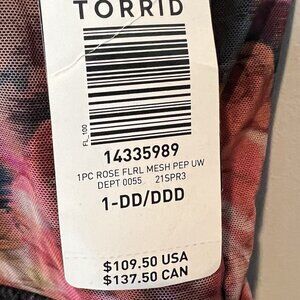 TORRID
FL_100
14335989
1PC ROSE FLRL MESH PEP UW
DEPT 0055 21SPR3
1-DD/DDD
$109.50 USA
$137.50 CAN